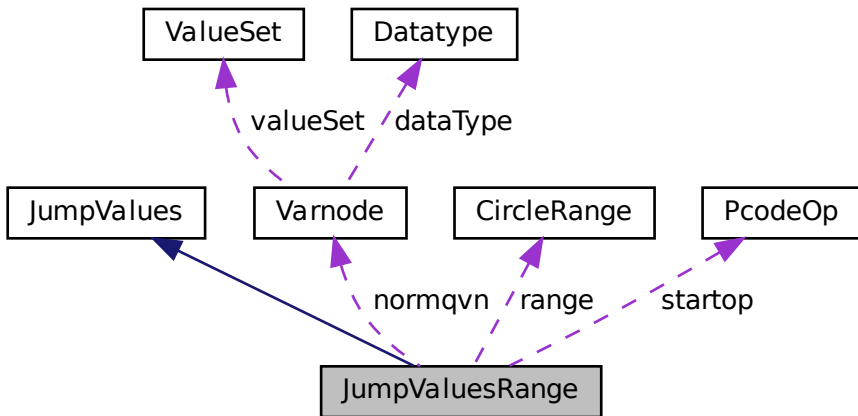 ValueSet
Datatype
valueSet
dataType
JumpValues
Varnode
CircleRange
PcodeOp
normqvn
range
startop
JumpValuesRange